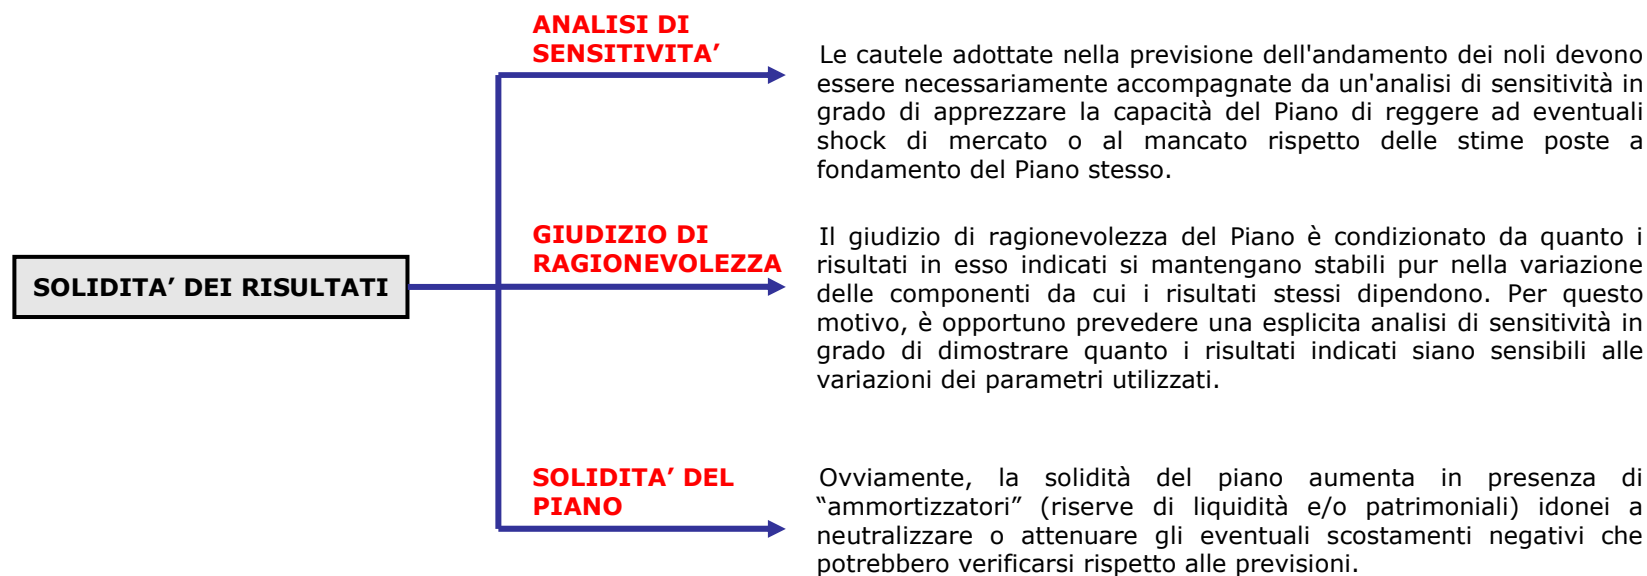 ANALISI DI
SENSITIVITA’
Le cautele adottate nella previsione dell'andamento dei noli devono
essere necessariamente accompagnate da un'analisi di sensitività in
grado di apprezzare la capacità del Piano di reggere ad eventuali
shock di mercato o al mancato rispetto delle stime poste a
fondamento del Piano stesso.
SOLIDITA’ DEI RISULTATI
GIUDIZIO DI
RAGIONEVOLEZZA
Il giudizio di ragionevolezza del Piano è condizionato da quanto i
risultati in esso indicati si mantengano stabili pur nella variazione
delle componenti da cui i risultati stessi dipendono. Per questo
motivo, è opportuno prevedere una esplicita analisi di sensitività in
grado di dimostrare quanto i risultati indicati siano sensibili alle
variazioni dei parametri utilizzati.
SOLIDITA’ DEL
PIANO
Ovviamente, la solidità del piano aumenta in presenza di
“ammortizzatori” (riserve di liquidità e/o patrimoniali) idonei a
neutralizzare o attenuare gli eventuali scostamenti negativi che
potrebbero verificarsi rispetto alle previsioni.